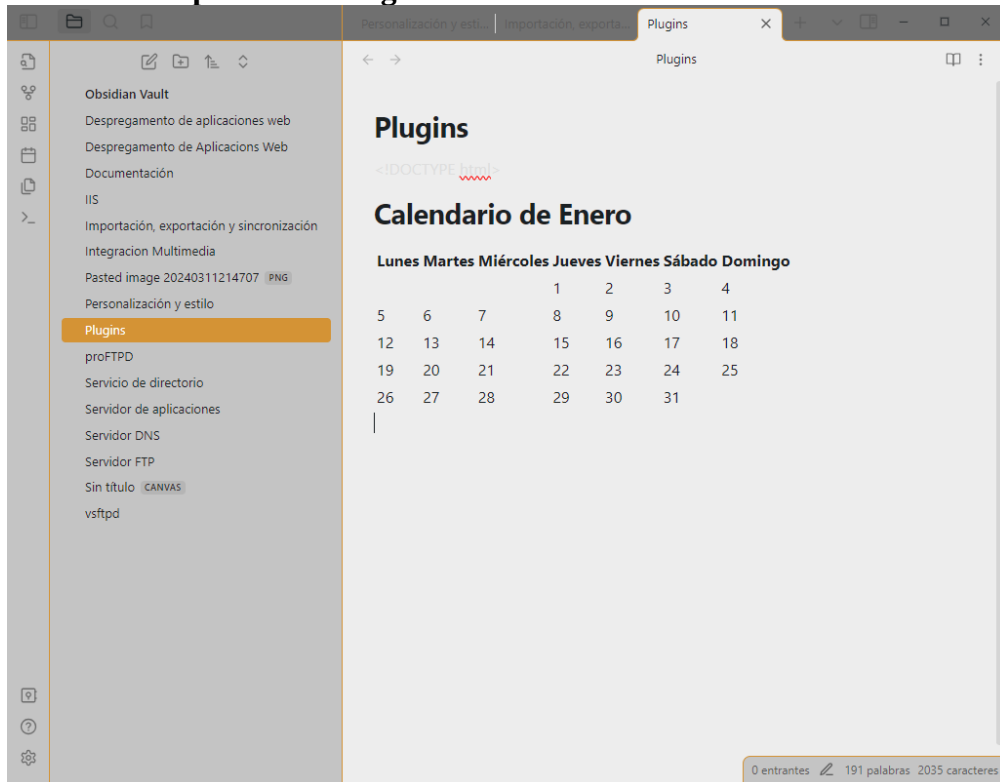 Personalización y esti...
Importación, exporta...
Plugins
Plugins
Obsidian Vault
Despregamento de aplicaciones web
Despregamento de Aplicacions Web
Documentación
IIS
Importación, exportación y sincronización
Integracion Multimedia
Pasted image 20240311214707 PNG
Personalización y estilo
Plugins
proFTPD
Servicio de directorio
Servidor de aplicaciones
Servidor DNS
Servidor FTP
Sin título CANVAS
vsftpd
Plugins
<!DOCTYPE html>
Calendario de Enero
Lunes Martes Miércoles Jueves Viernes Sábado Domingo
1 2 3 4
5 6 7 8 9 10 11
12 13 14 15 16 17 18
19 20 21 22 23 24 25
26 27 28 29 30 31
0 entrantes 191 palabras 2035 caracteres